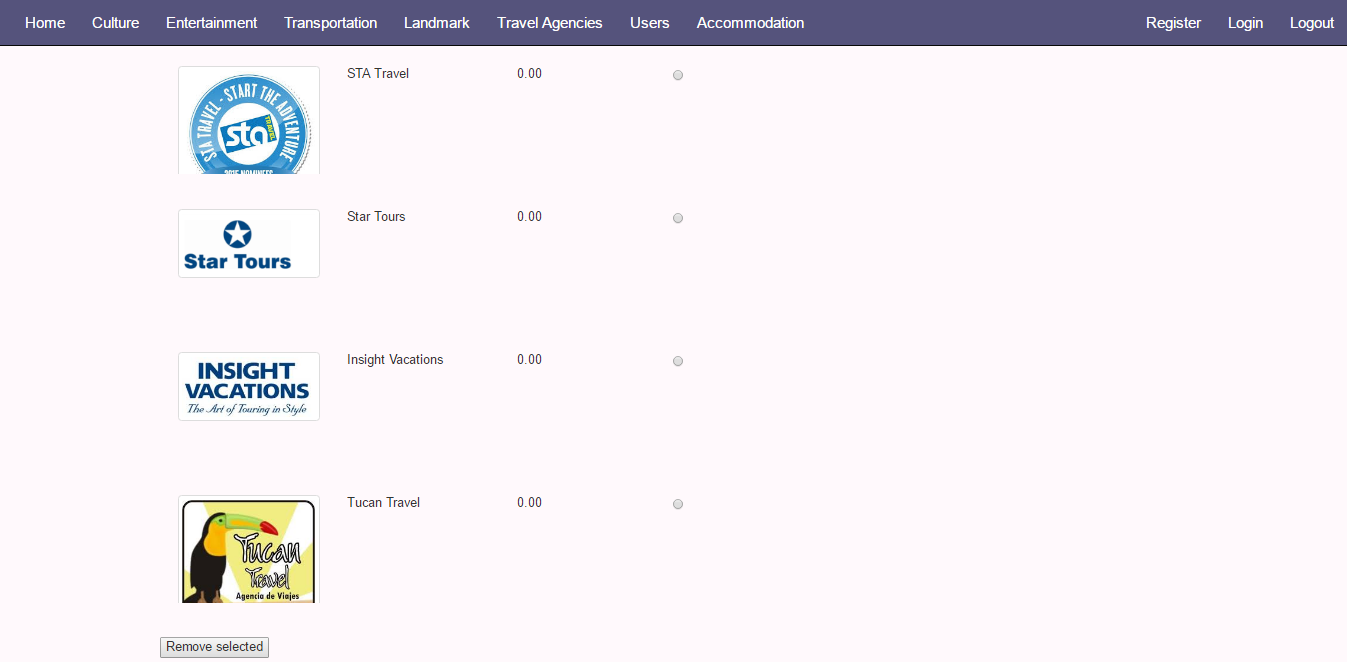 Home Culture Entertainment Transportation Landmark Travel Agencies Users Accommodation Register Login Logout
STA Travel 0.00
STA TRAVEL - START THE ADVENTURE
sta
TRAVEL
2015 NOMINEES
Star Tours 0.00
Star Tours
Insight Vacations 0.00
INSIGHT
VACATIONS
The Art of Touring in Style
Tucan Travel 0.00
Tucan
Travel
Agencia de Viajes
Remove selected